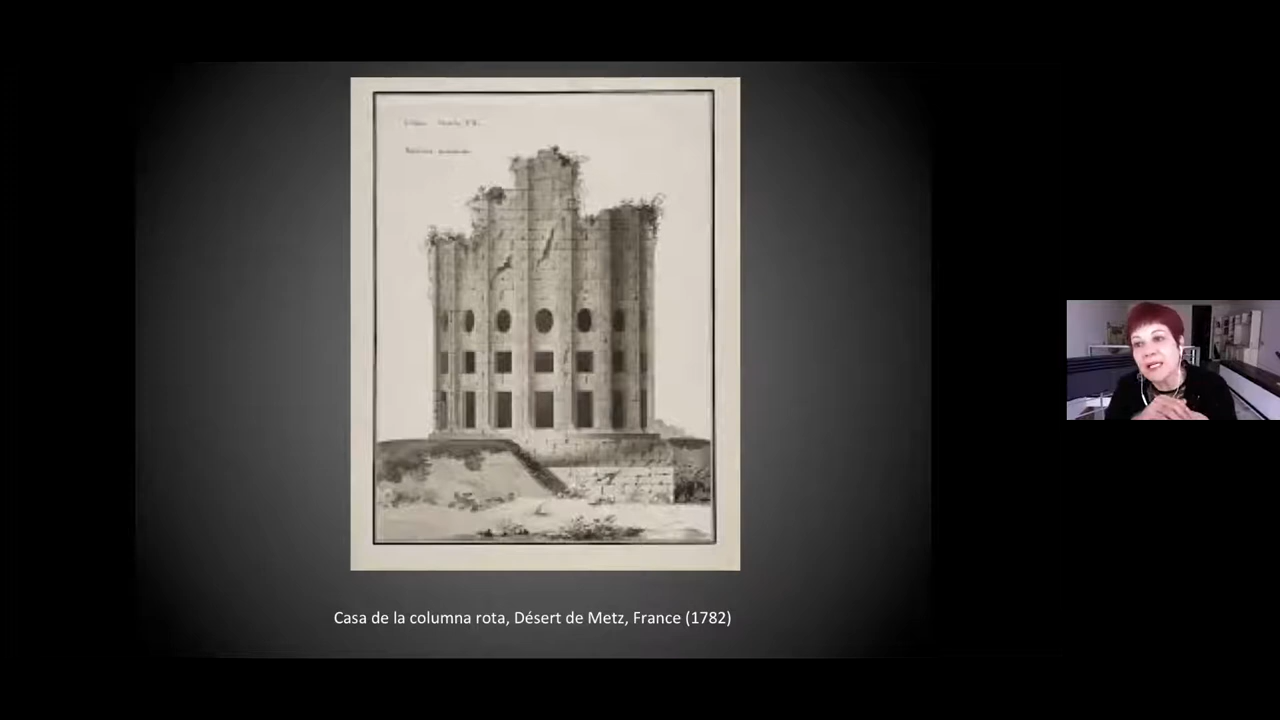 Casa de la columna rota, Désert de Metz, France (1782)